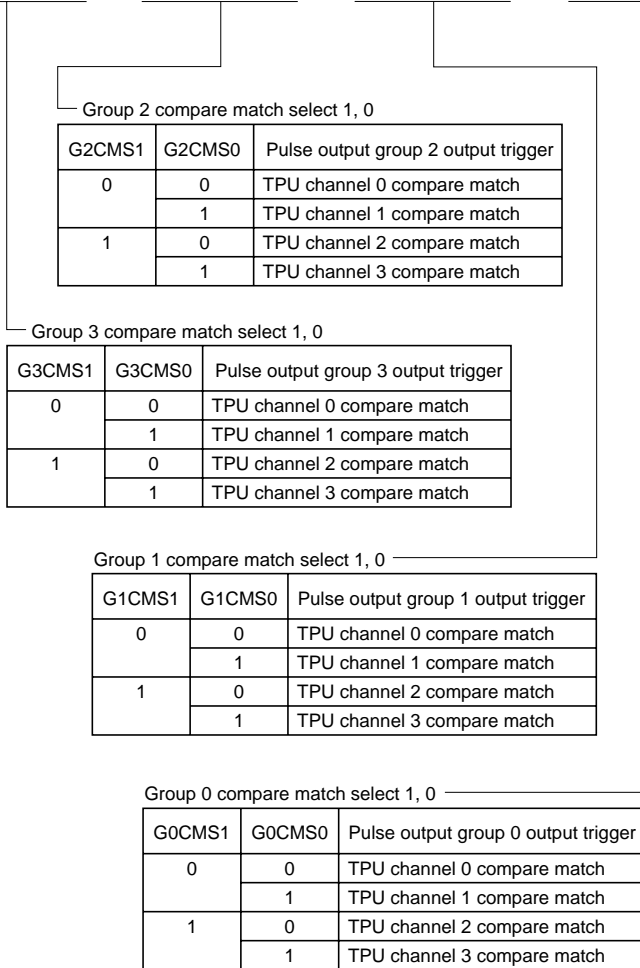 Group 2 compare match select 1, 0
G2CMS1 G2CMS0 Pulse output group 2 output trigger
0 0 TPU channel 0 compare match
1 TPU channel 1 compare match
1 0 TPU channel 2 compare match
1 TPU channel 3 compare match
Group 3 compare match select 1, 0
G3CMS1 G3CMS0 Pulse output group 3 output trigger
0 0 TPU channel 0 compare match
1 TPU channel 1 compare match
1 0 TPU channel 2 compare match
1 TPU channel 3 compare match
Group 1 compare match select 1, 0
G1CMS1 G1CMS0 Pulse output group 1 output trigger
0 0 TPU channel 0 compare match
1 TPU channel 1 compare match
1 0 TPU channel 2 compare match
1 TPU channel 3 compare match
Group 0 compare match select 1, 0
G0CMS1 G0CMS0 Pulse output group 0 output trigger
0 0 TPU channel 0 compare match
1 TPU channel 1 compare match
1 0 TPU channel 2 compare match
1 TPU channel 3 compare match